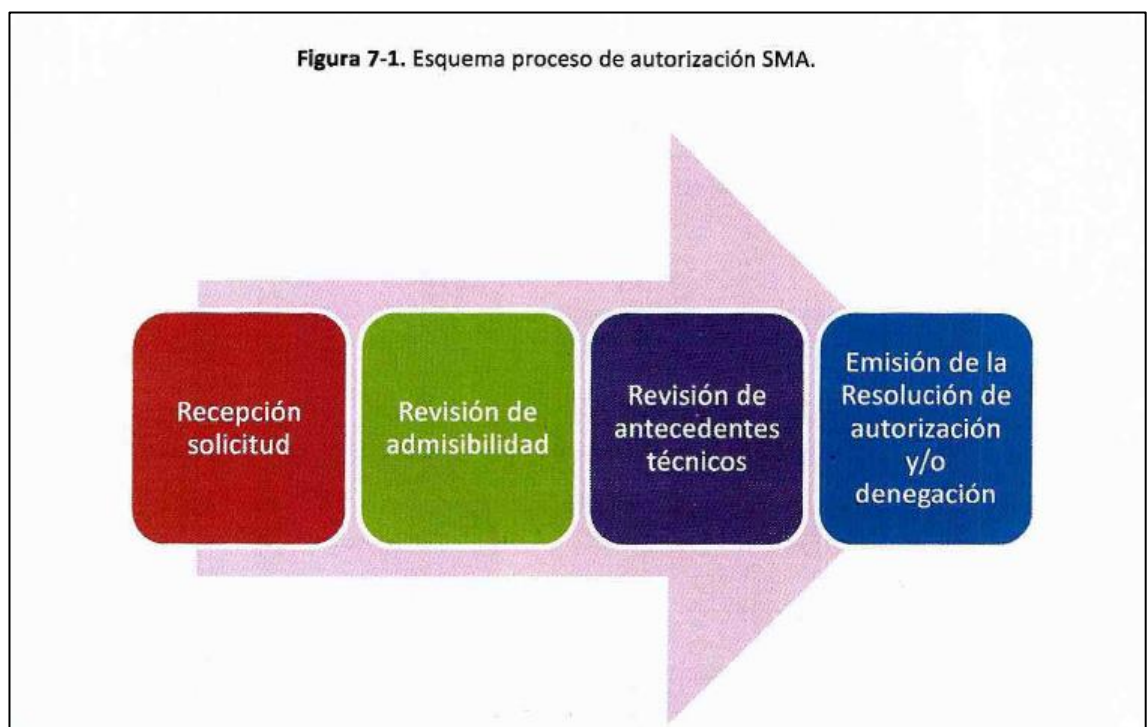 Figura 7-1. Esquema proceso de autorización SMA.
Recepción
solicitud
Revisión de
admisibilidad
Revisión de
antecedentes
técnicos
Emisión de la
Resolución de
autorización
y/o
denegación